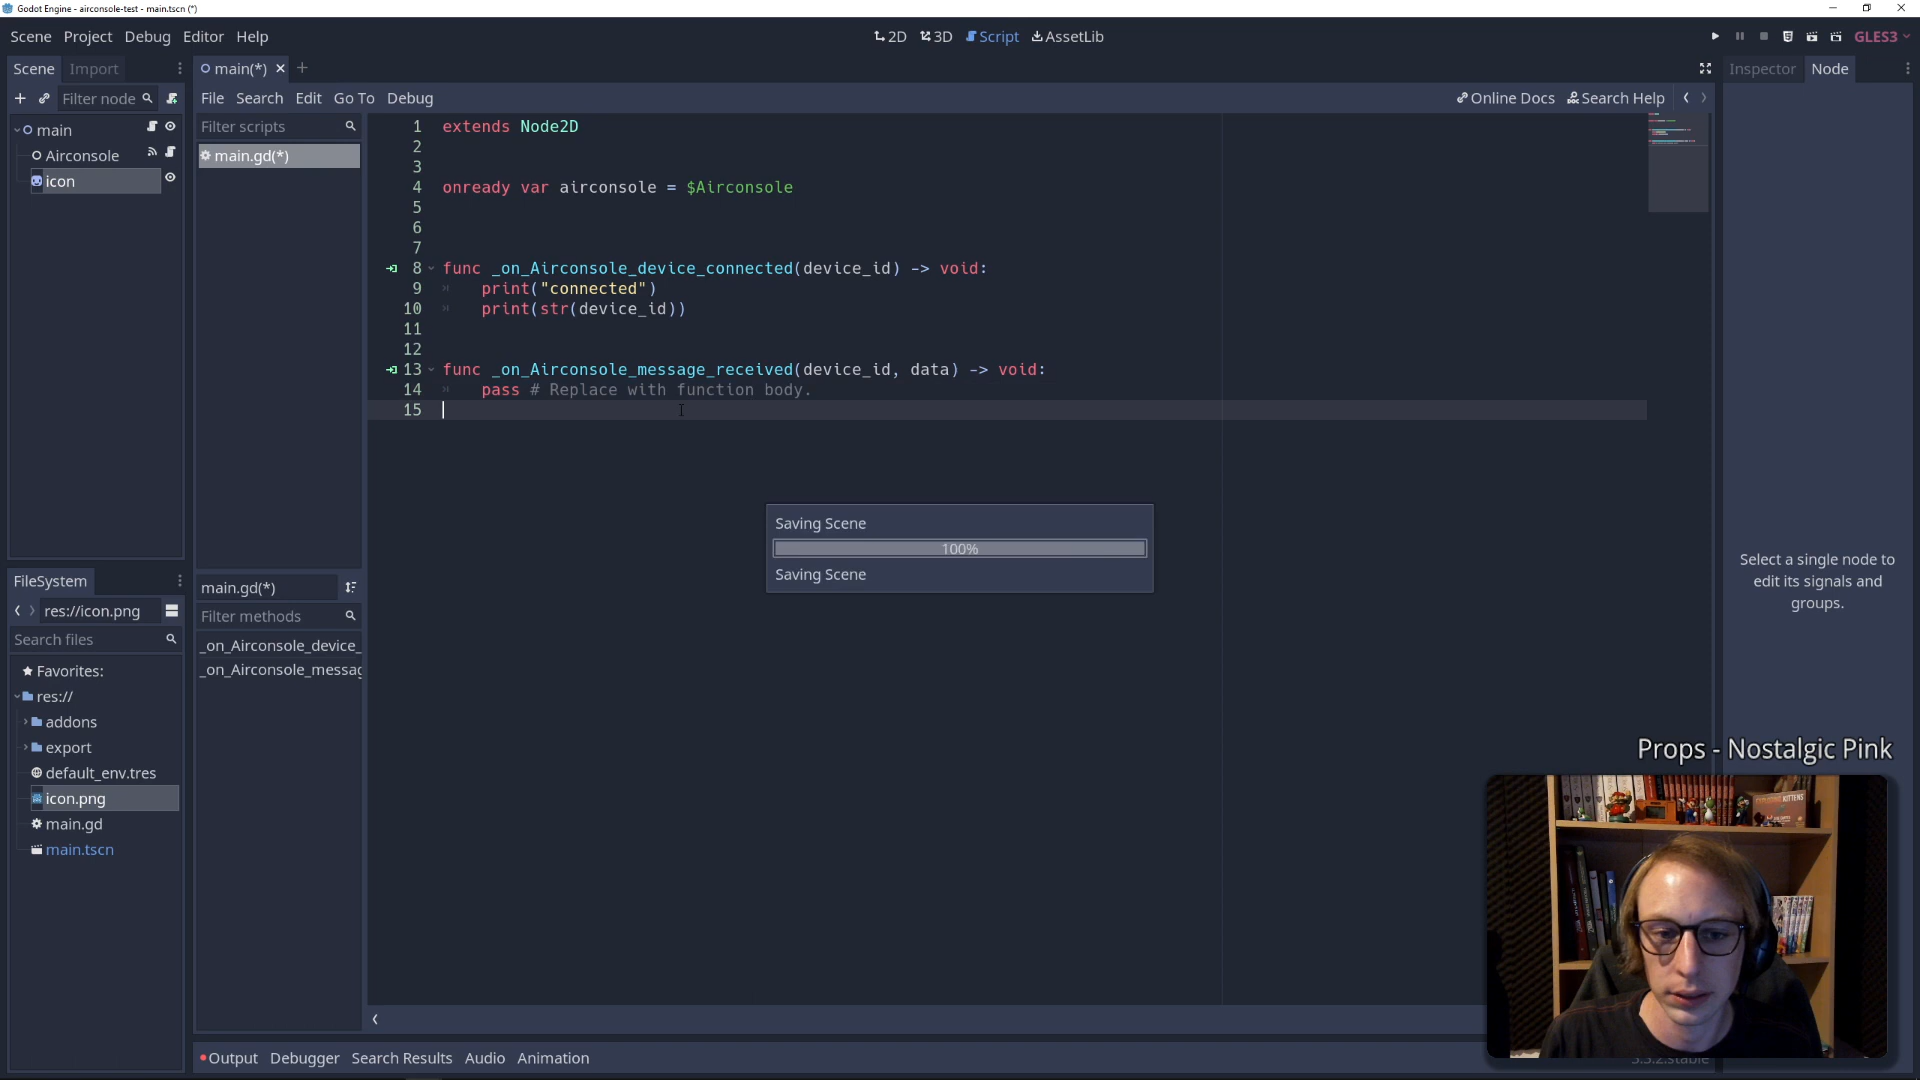 Godot Engine - airconsole-test - main.tscn (*)
Scene Project Debug Editor Help
2D 3D Script AssetLib
GLES3
Scene Import
main(*)
Inspector Node
Filter node
File Search Edit Go To Debug
Online Docs Search Help
main
Airconsole
icon
Filter scripts
main.gd(*)
1 extends Node2D
2
3
4 onready var airconsole = $Airconsole
5
6
7
8 func _on_Airconsole_device_connected(device_id) -> void:
9 print("connected")
10 print(str(device_id))
11
12
13 func _on_Airconsole_message_received(device_id, data) -> void:
14 pass # Replace with function body.
15
Saving Scene
100%
Saving Scene
Select a single node to
edit its signals and
groups.
FileSystem
res://icon.png
Search files
Favorites:
res://
addons
export
default_env.tres
icon.png
main.gd
main.tscn
main.gd(*)
Filter methods
_on_Airconsole_device_
_on_Airconsole_messag
Props - Nostalgic Pink
EXPLODING
KITTENS
Output Debugger Search Results Audio Animation
3.3.2.stable